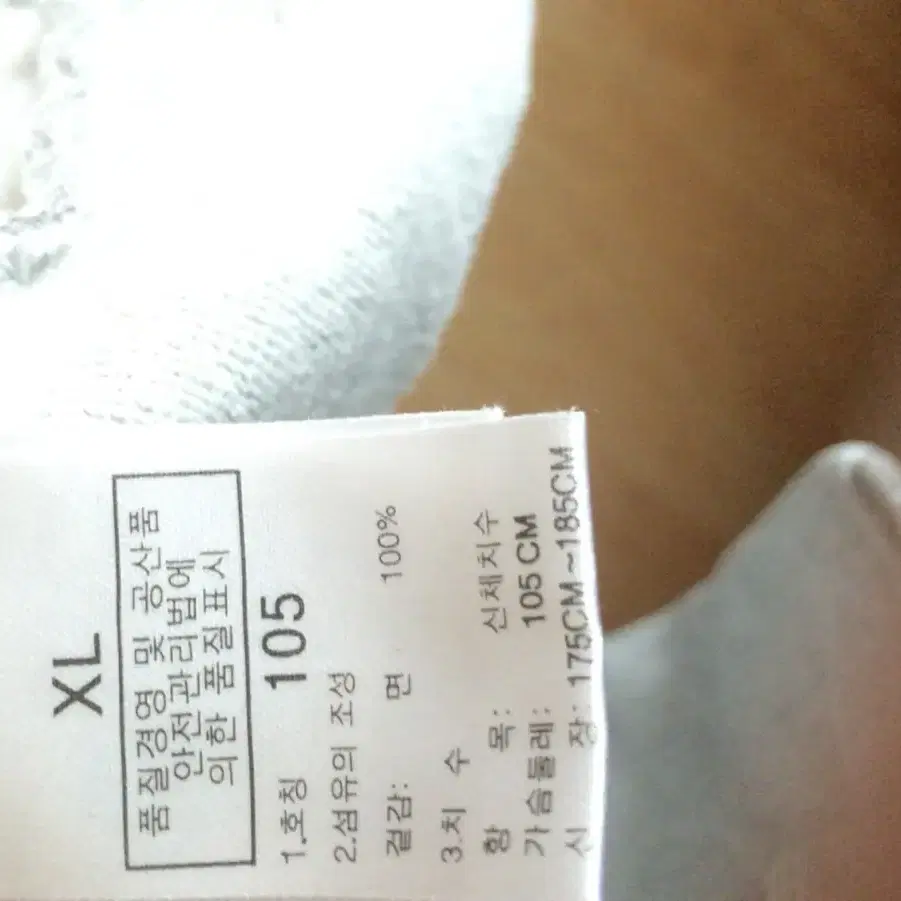 XL
품질경영 및 공산품
안전관리법에
의한 품질표시
1.호칭 105
2.섬유의 조성
겉감: 면 100%
3.치 수
항 목: 신체치수
가슴둘레: 105 CM
신 장: 175CM~185CM